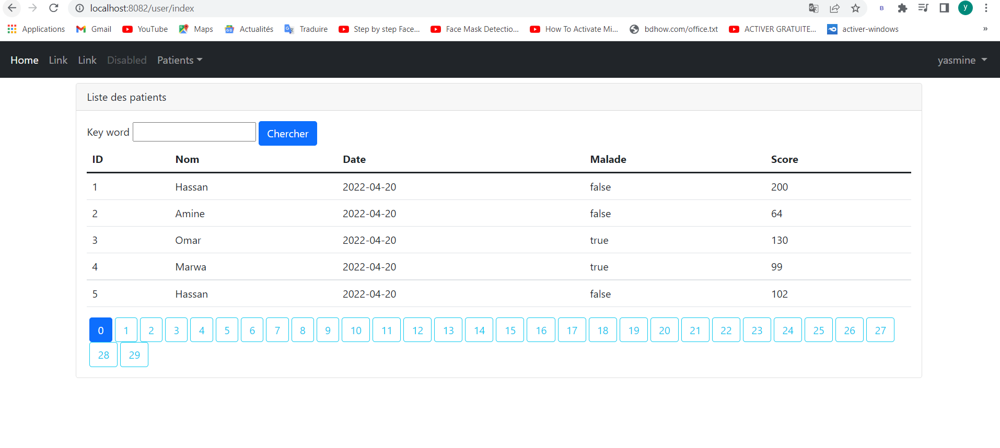 localhost:8082/user/index B y
Applications Gmail YouTube Maps Actualités Traduire Step by step Face... Face Mask Detectio... How To Activate Mi... bdhow.com/office.txt ACTIVER GRATUITE... activer-windows »
Home Link Link Disabled Patients yasmine
Liste des patients
Key word Chercher
ID Nom Date Malade Score
1 Hassan 2022-04-20 false 200
2 Amine 2022-04-20 false 64
3 Omar 2022-04-20 true 130
4 Marwa 2022-04-20 true 99
5 Hassan 2022-04-20 false 102
0 1 2 3 4 5 6 7 8 9 10 11 12 13 14 15 16 17 18 19 20 21 22 23 24 25 26 27
28 29